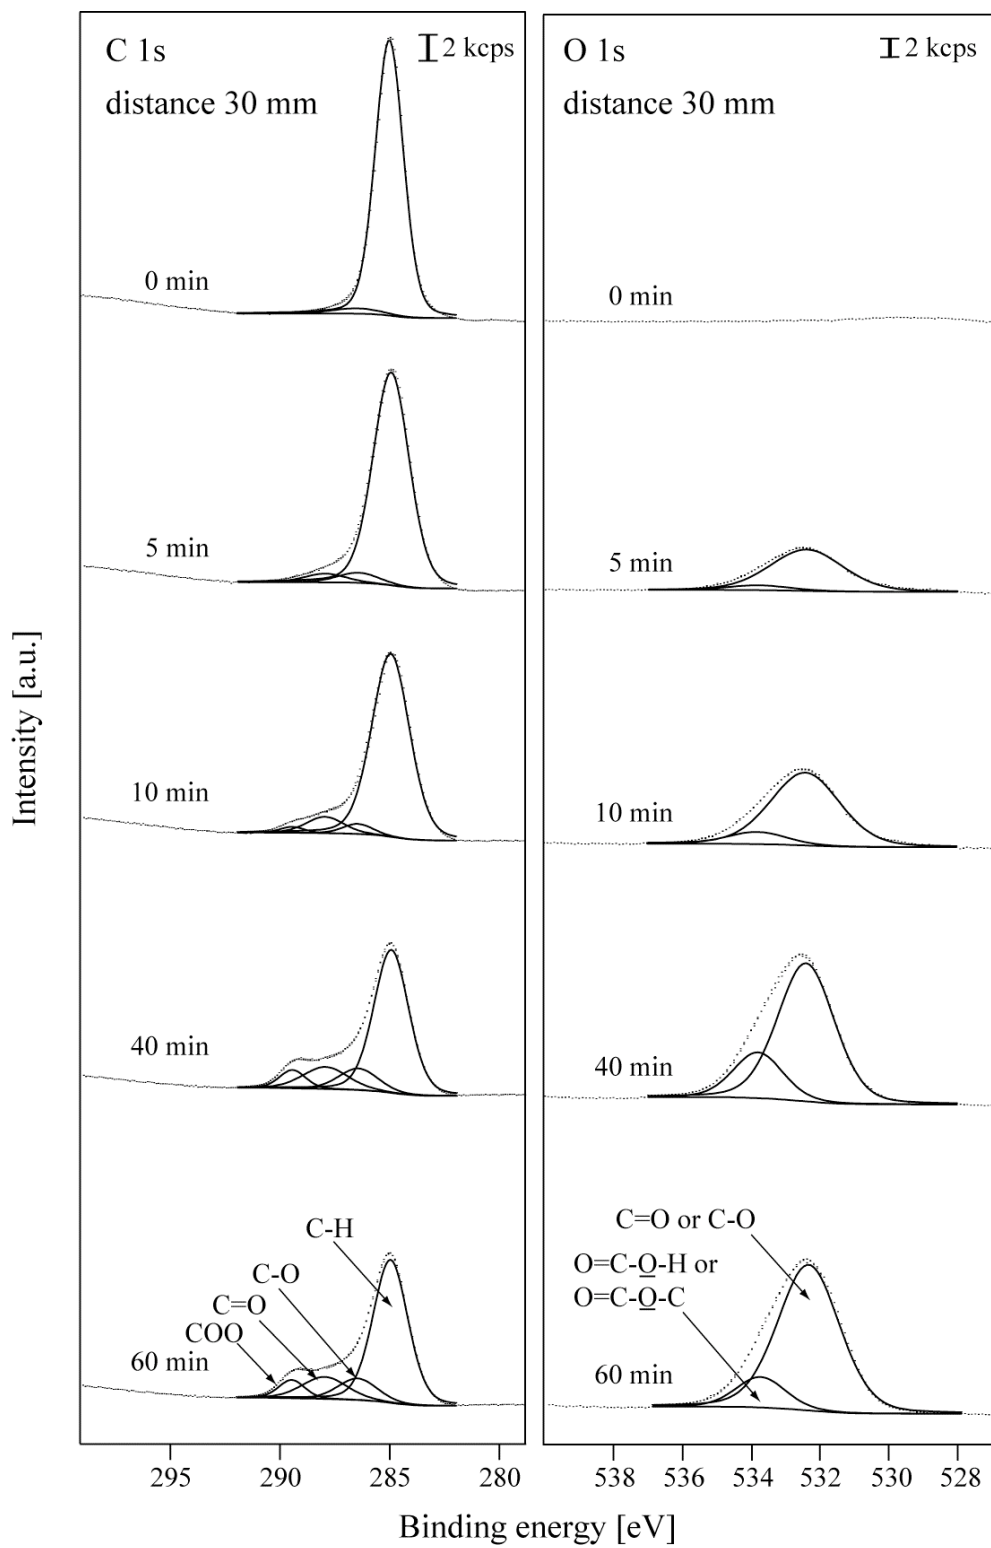 Intensity [a.u.]
C 1s
2 kcps
distance 30 mm
0 min
5 min
10 min
40 min
C-H
C-O
C=O
COO
60 min
295
290
285
280
O 1s
2 kcps
distance 30 mm
0 min
5 min
10 min
40 min
C=O or C-O
O=C-O-H or
O=C-O-C
60 min
538
536
534
532
530
528
Binding energy [eV]